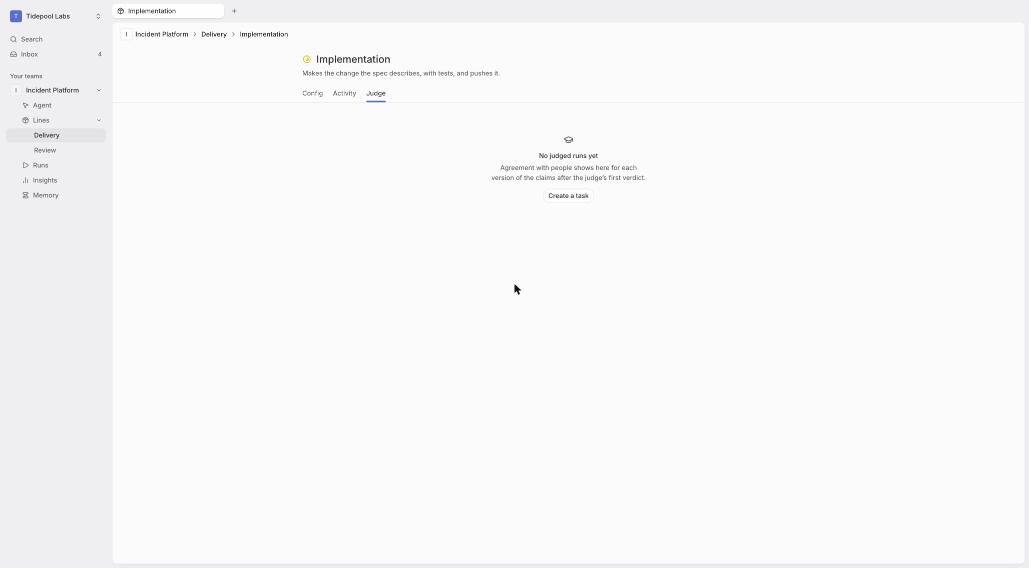 T Tidepool Labs
Implementation
Search
Inbox 4
Your teams
I Incident Platform
Agent
Lines
Delivery
Review
Runs
Insights
Memory
I Incident Platform > Delivery > Implementation
Implementation
Makes the change the spec describes, with tests, and pushes it.
Config Activity Judge
No judged runs yet
Agreement with people shows here for each
version of the claims after the judge's first verdict.
Create a task